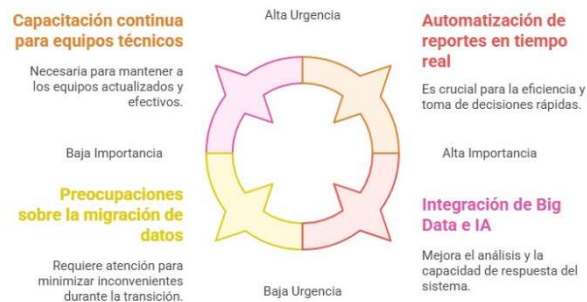 Capacitación continua
para equipos técnicos
Necesaria para mantener a
los equipos actualizados y
efectivos.
Alta Urgencia
Automatización de
reportes en tiempo
real
Es crucial para la eficiencia y
toma de decisiones rápidas.
Baja Importancia
Alta Importancia
Preocupaciones
sobre la migración de
datos
Requiere atención para
minimizar inconvenientes
durante la transición.
Baja Urgencia
Integración de Big
Data e IA
Mejora el análisis y la
capacidad de respuesta del
sistema.